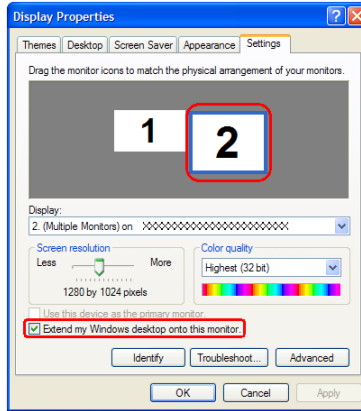 Display Properties
Themes Desktop Screen Saver Appearance Settings
Drag the monitor icons to match the physical arrangement of your monitors.
1 2
Display:
2. (Multiple Monitors) on XXXXXXXXXXXXXXXXXXXXXXX
Screen resolution Color quality
Less More Highest (32 bit)
1280 by 1024 pixels
Use this device as the primary monitor.
Extend my Windows desktop onto this monitor.
Identify Troubleshoot... Advanced
OK Cancel Apply